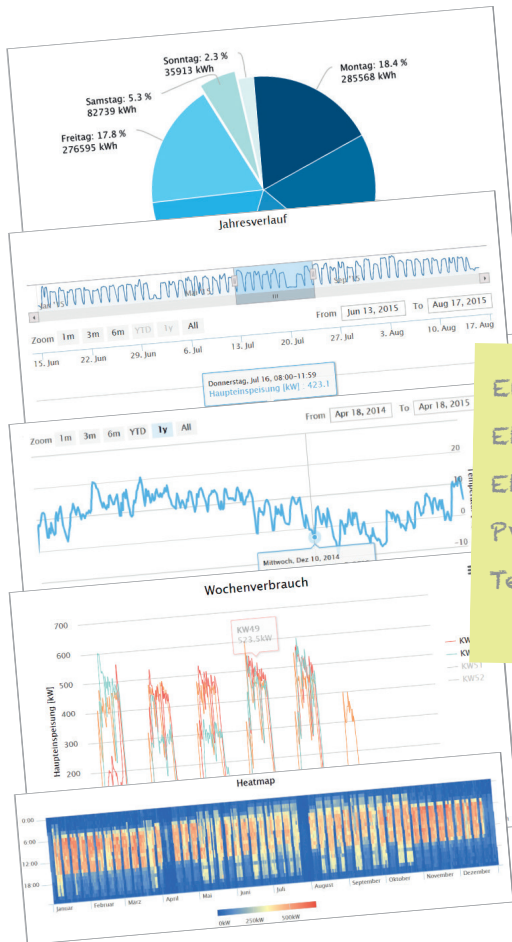 Sonntag: 2.3 %
35913 kWh
Montag: 18.4 %
285568 kWh
Samstag: 5.3 %
82739 kWh
Freitag: 17.8 %
276595 kWh
Jahresverlauf
Zoom 1m 3m 6m YTD 1y All
From Jun 13, 2015 To Aug 17, 2015
15. Jun 22. Jun 29. Jun 6. Jul 13. Jul 20. Jul 27. Jul 3. Aug 10. Aug 17. Aug
Donnerstag, Jul 16, 08:00-11:59
Haupteinspeisung [kW] : 423.1
Zoom 1m 3m 6m YTD 1y All
From Apr 18, 2014 To Apr 18, 2015
20
10
0
-10
Mittwoch, Dez 10, 2014
Wochenverbrauch
Haupteinspeisung [kW]
700
600
500
400
300
200
KW49
523.5kW
KW51
KW52
Heatmap
0:00
6:00
12:00
18:00
Januar Februar März April Mai Juni Juli August September Oktober November Dezember
0kW 250kW 500kW